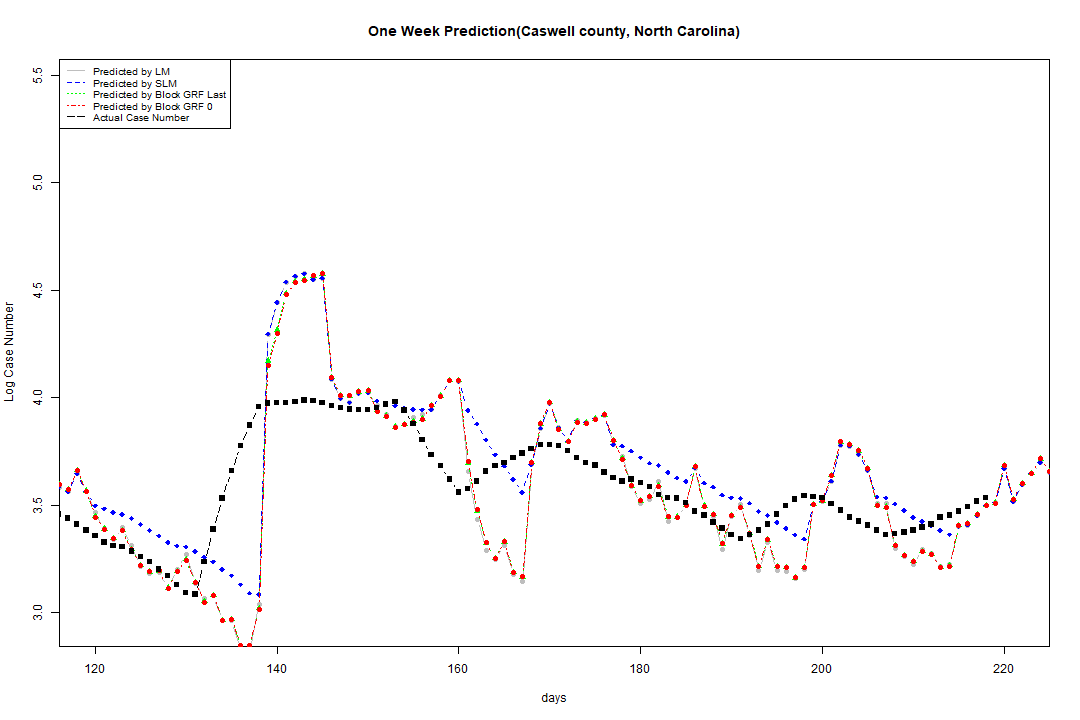 One Week Prediction(Caswell county, North Carolina)
Predicted by LM
Predicted by SLM
Predicted by Block GRF Last
Predicted by Block GRF 0
Actual Case Number
5.5
5.0
4.5
4.0
3.5
3.0
Log Case Number
120 140 160 180 200 220
days